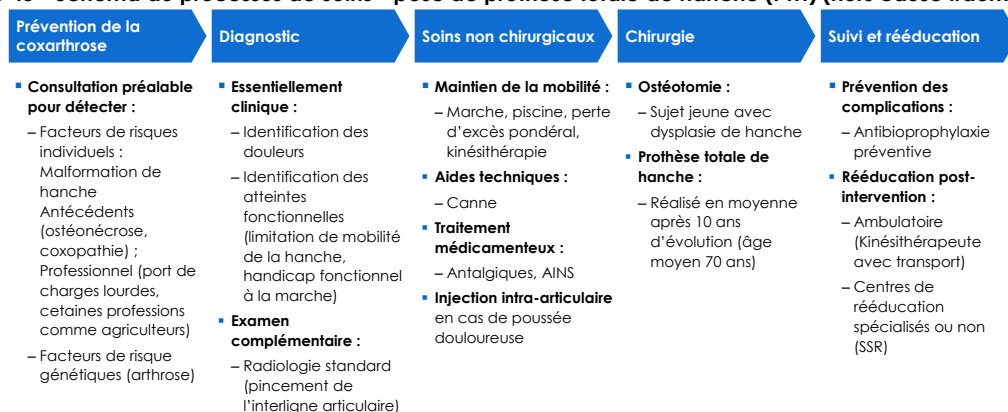 Prévention de la
coxarthrose
Diagnostic
Soins non chirurgicaux
Chirurgie
Suivi et rééducation
▪ Consultation préalable
pour détecter :
– Facteurs de risques
individuels :
Malformation de
hanche
Antécédents
(ostéonécrose,
coxopathie) ;
Professionnel (port de
charges lourdes,
cetaines professions
comme agriculteurs)
– Facteurs de risque
génétiques (arthrose)
▪ Essentiellement
clinique :
– Identification des
douleurs
– Identification des
atteintes
fonctionnelles
(limitation de mobilité
de la hanche,
handicap fonctionnel
à la marche)
▪ Examen
complémentaire :
– Radiologie standard
(pincement de
l'interligne articulaire)
▪ Maintien de la mobilité :
– Marche, piscine, perte
d'excès pondéral,
kinésithérapie
▪ Aides techniques :
– Canne
▪ Traitement
médicamenteux :
– Antalgiques, AINS
▪ Injection intra-articulaire
en cas de poussée
douloureuse
▪ Ostéotomie :
– Sujet jeune avec
dysplasie de hanche
▪ Prothèse totale de
hanche :
– Réalisé en moyenne
après 10 ans
d'évolution (âge
moyen 70 ans)
▪ Prévention des
complications :
– Antibioprophylaxie
préventive
▪ Rééducation post-
intervention :
– Ambulatoire
(Kinésithérapeute
avec transport)
– Centres de
rééducation
spécialisés ou non
(SSR)